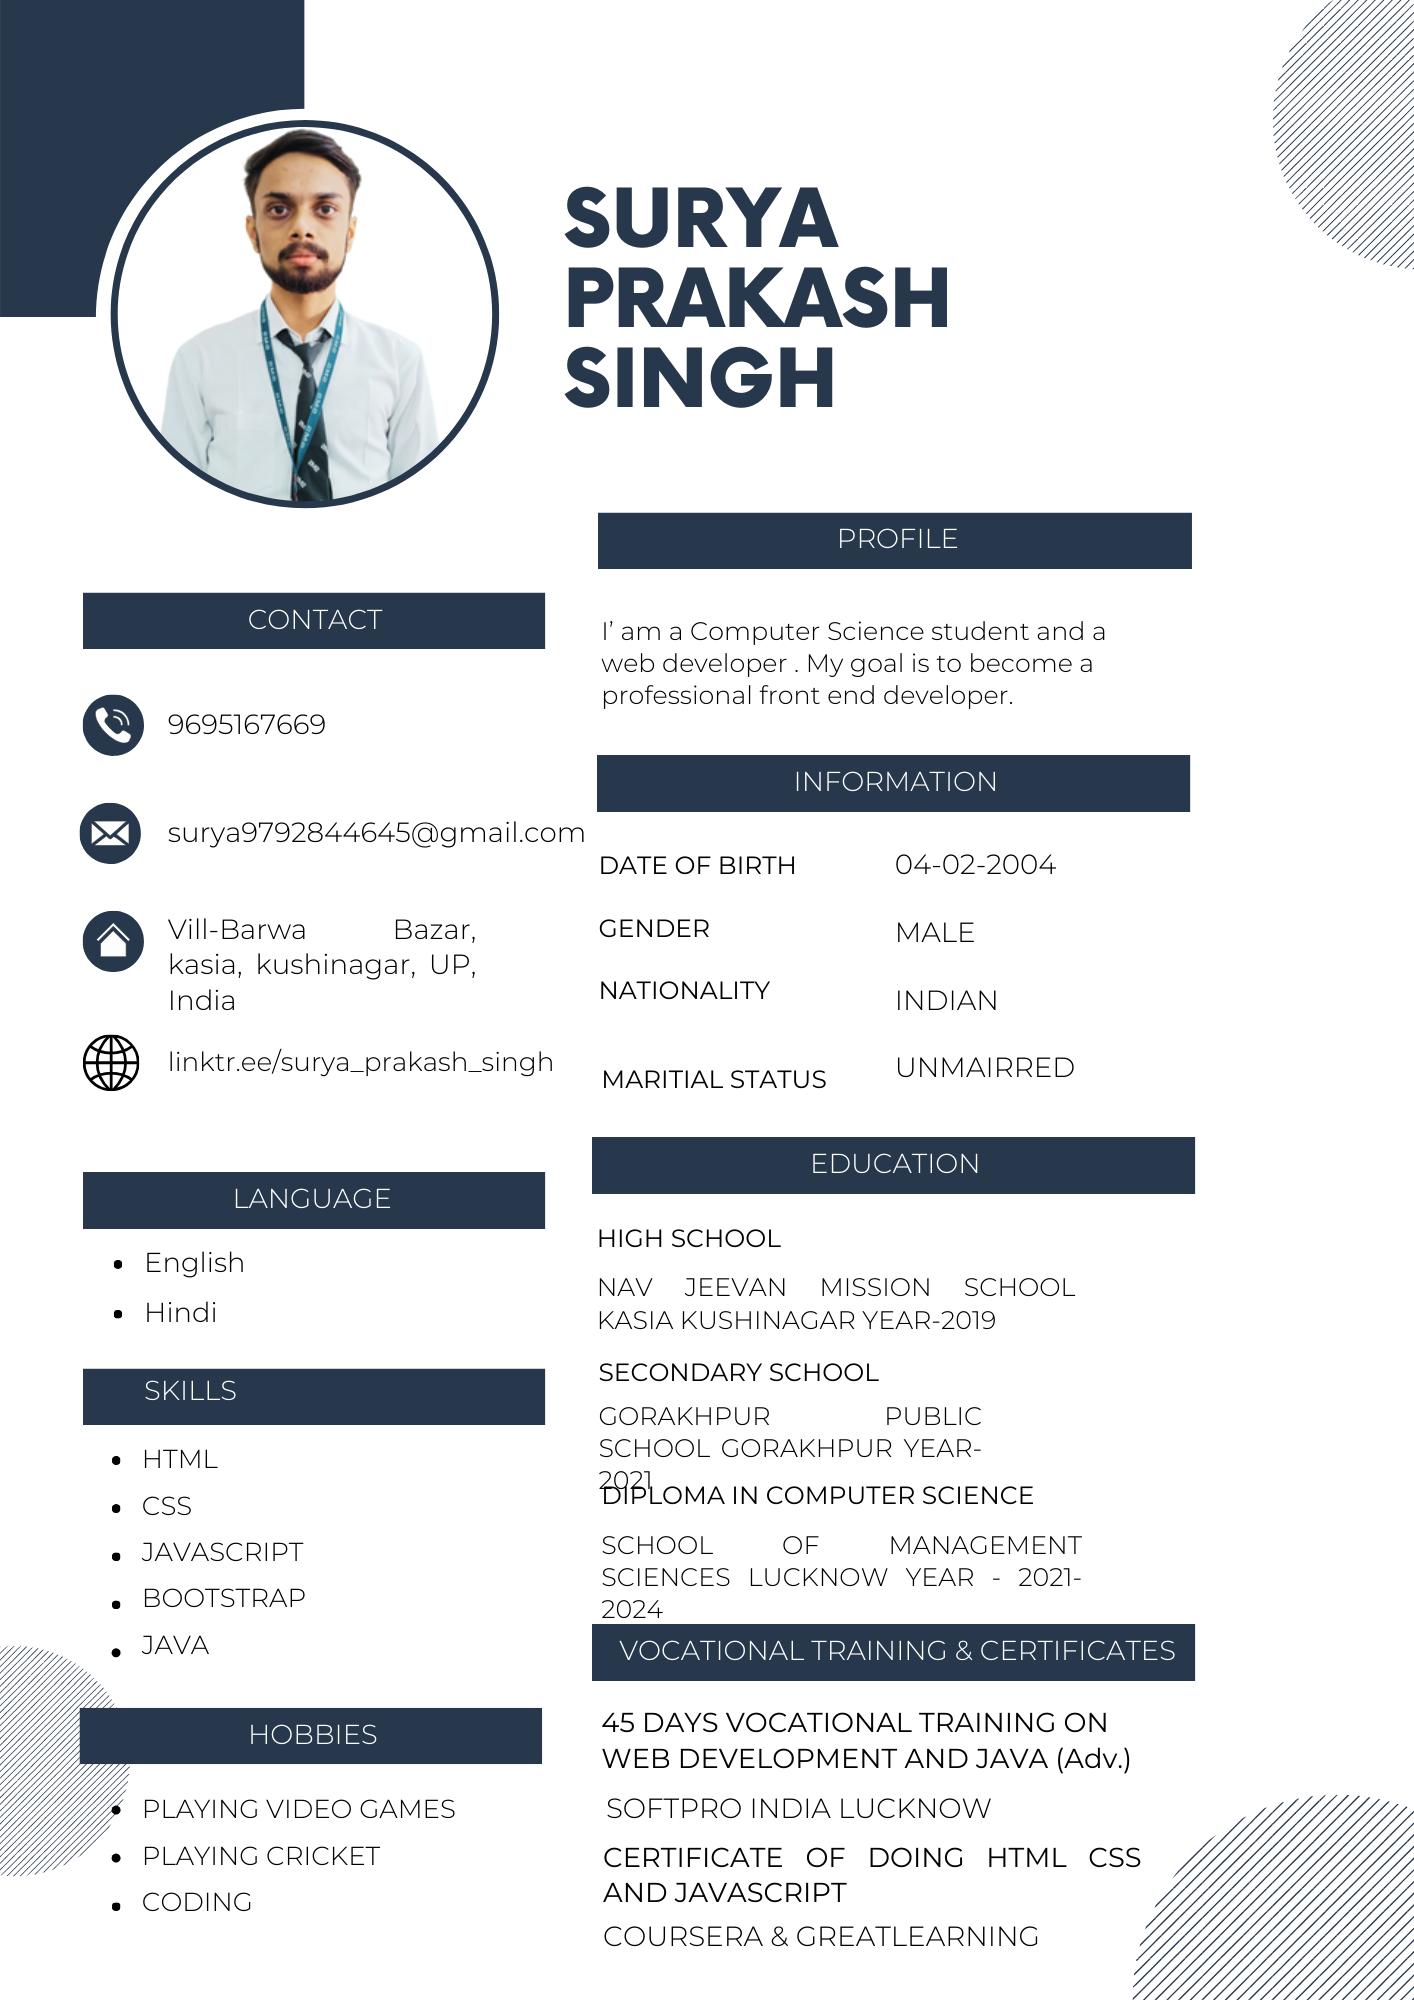 SURYA
PRAKASH
SINGH
CONTACT
9695167669
surya9792844645@gmail.com
Vill-Barwa Bazar,
kasia, kushinagar, UP,
India
linktr.ee/surya_prakash_singh
LANGUAGE
• English
• Hindi
SKILLS
• HTML
• CSS
• JAVASCRIPT
• BOOTSTRAP
• JAVA
HOBBIES
• PLAYING VIDEO GAMES
• PLAYING CRICKET
• CODING
PROFILE
I’ am a Computer Science student and a
web developer . My goal is to become a
professional front end developer.
INFORMATION
DATE OF BIRTH 04-02-2004
GENDER MALE
NATIONALITY INDIAN
MARITIAL STATUS UNMAIRRED
EDUCATION
HIGH SCHOOL
NAV JEEVAN MISSION SCHOOL
KASIA KUSHINAGAR YEAR-2019
SECONDARY SCHOOL
GORAKHPUR PUBLIC
SCHOOL GORAKHPUR YEAR-
2021
DIPLOMA IN COMPUTER SCIENCE
SCHOOL OF MANAGEMENT
SCIENCES LUCKNOW YEAR - 2021-
2024
VOCATIONAL TRAINING & CERTIFICATES
45 DAYS VOCATIONAL TRAINING ON
WEB DEVELOPMENT AND JAVA (Adv.)
SOFTPRO INDIA LUCKNOW
CERTIFICATE OF DOING HTML CSS
AND JAVASCRIPT
COURSERA & GREATLEARNING